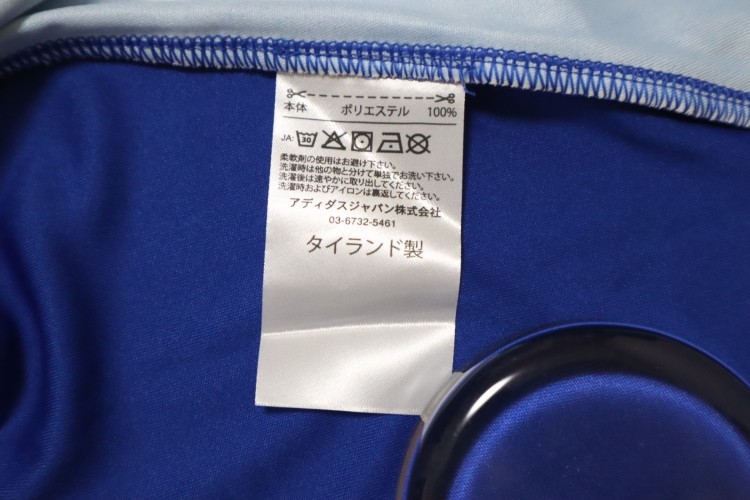 本体 ポリエステル 100%
JA: 30
柔軟剤の使用はお避け下さい。
洗濯時は他の物と分けて単独でお洗い下さい。
洗濯後は速やかに取り出してください。
洗濯時およびアイロンは裏返してください。
アディダスジャパン株式会社
03-6732-5461
タイランド製